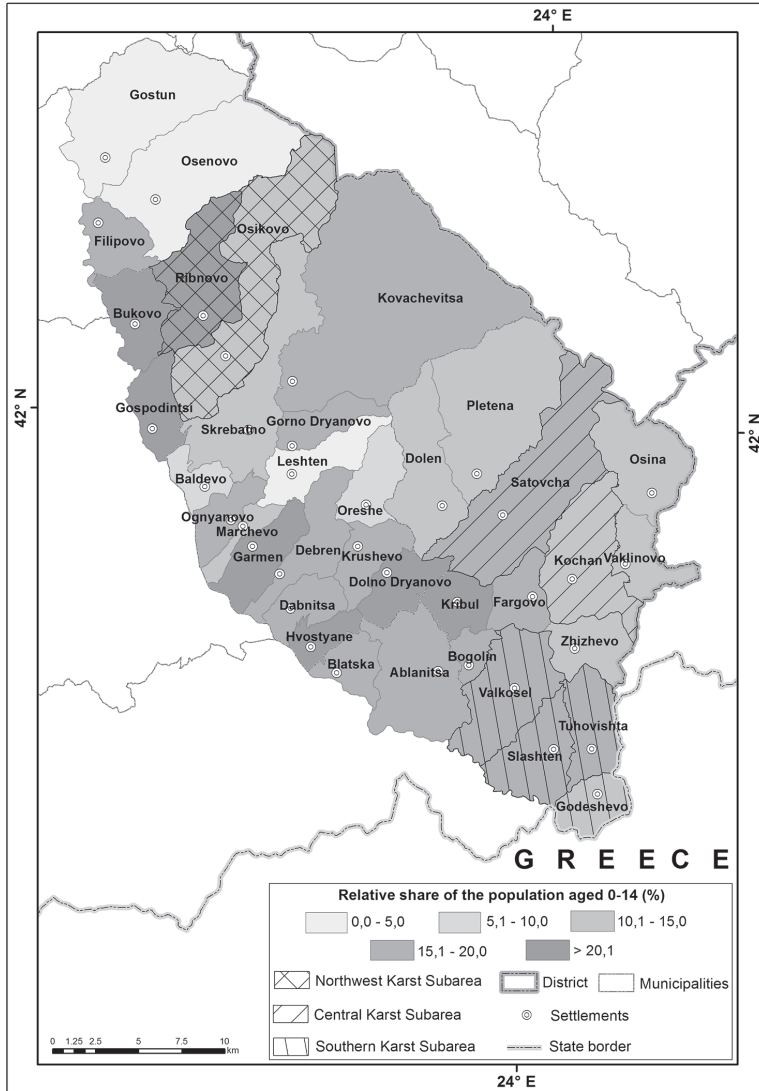 24° E
Gostun
Osenovo
Filipovo
Osikovo
Ribnovo
Kovachevitsa
Bukovo
42° N
Gospodintsi
Pletena
Skrebatno
Gorno Dryanovo
42° N
Leshten
Dolen
Osina
Baldevo
Satovcha
Oreshe
Ognyanovo
Marchevo
Garmen
Debren
Krushevo
Kochan
Vaklinovo
Dolno Dryanovo
Dabnitsa
Kribul
Fargovo
Hvostyane
Zhizhevo
Blatska
Ablanitsa
Bogolin
Valkosel
Tuhovishta
Slashten
Godeshevo
G R E E C E
Relative share of the population aged 0-14 (%)
0,0 - 5,0 5,1 - 10,0 10,1 - 15,0
15,1 - 20,0 > 20,1
Northwest Karst Subarea District Municipalities
Central Karst Subarea Settlements
Southern Karst Subarea State border
0 1.25 2.5 5 7.5 10
km
24° E